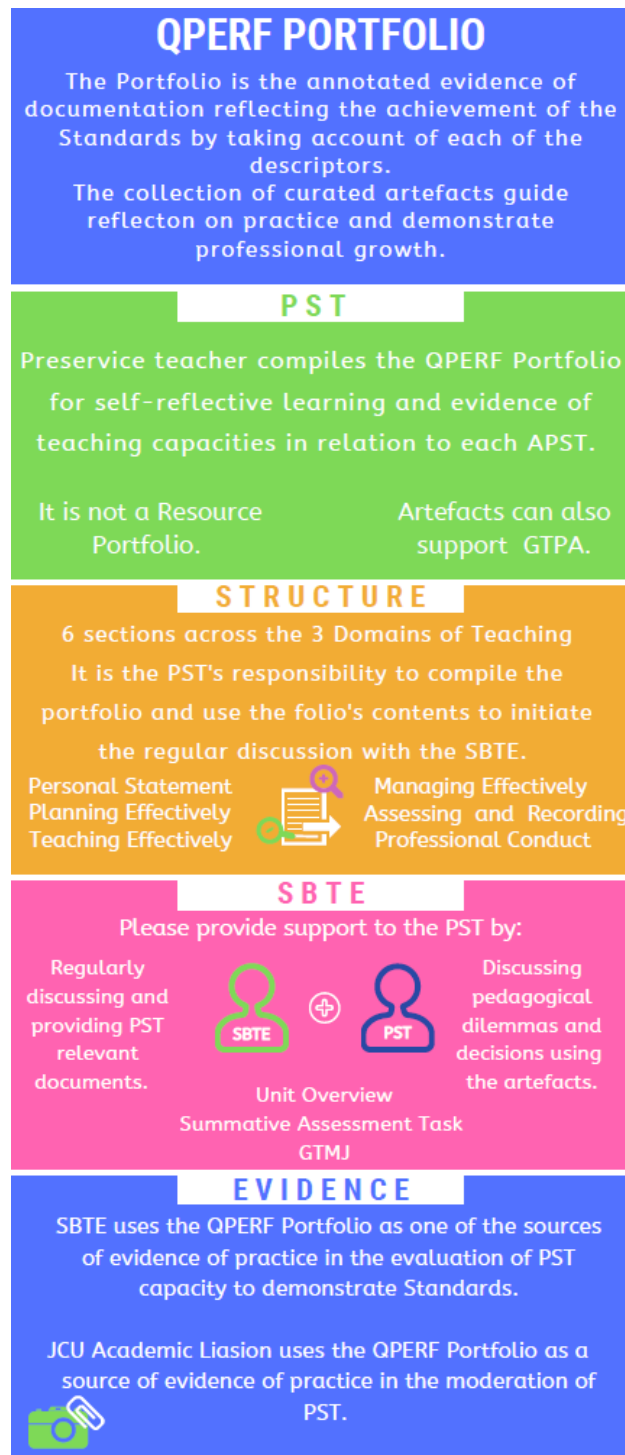 QPERF PORTFOLIO
The Portfolio is the annotated evidence of
documentation reflecting the achievement of the
Standards by taking account of each of the
descriptors.
The collection of curated artefacts guide
reflecton on practice and demonstrate
professional growth.
PST
Preservice teacher compiles the QPERF Portfolio
for self-reflective learning and evidence of
teaching capacities in relation to each APST.
It is not a Resource
Portfolio.
Artefacts can also
support GTPA.
STRUCTURE
6 sections across the 3 Domains of Teaching
It is the PST's responsibility to compile the
portfolio and use the folio's contents to initiate
the regular discussion with the SBTE.
Personal Statement
Planning Effectively
Teaching Effectively
Managing Effectively
Assessing and Recording
Professional Conduct
SBTE
Please provide support to the PST by:
Regularly
discussing and
providing PST
relevant
documents.
SBTE
PST
Discussing
pedagogical
dilemmas and
decisions using
the artefacts.
Unit Overview
Summative Assessment Task
GTMJ
EVIDENCE
SBTE uses the QPERF Portfolio as one of the sources
of evidence of practice in the evaluation of PST
capacity to demonstrate Standards.
JCU Academic Liasion uses the QPERF Portfolio as a
source of evidence of practice in the moderation of
PST.